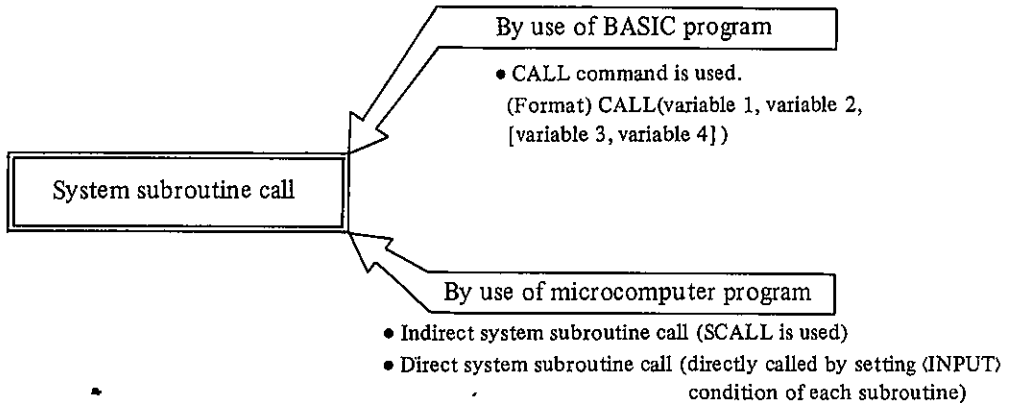 By use of BASIC program
• CALL command is used.
(Format) CALL(variable 1, variable 2,
[variable 3, variable 4])
System subroutine call
By use of microcomputer program
• Indirect system subroutine call (SCALL is used)
• Direct system subroutine call (directly called by setting ⟨INPUT⟩
condition of each subroutine)